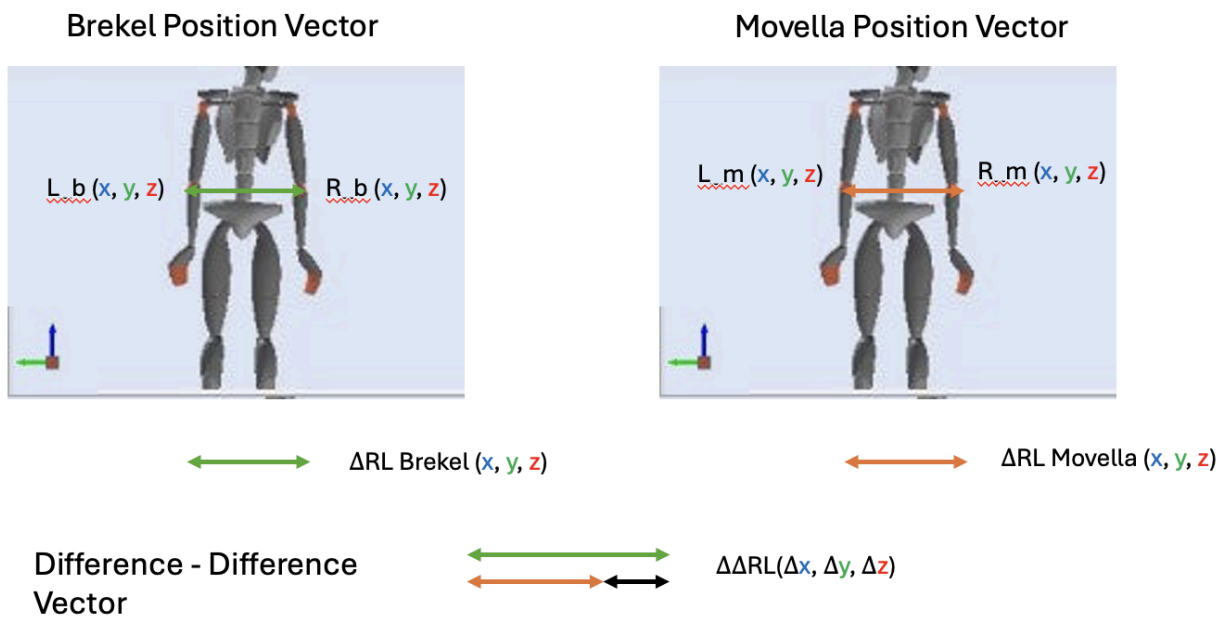 Brekel Position Vector
Movella Position Vector
L_b (x, y, z)
R_b (x, y, z)
L_m (x, y, z)
R_m (x, y, z)
ΔRL Brekel (x, y, z)
ΔRL Movella (x, y, z)
Difference - Difference
Vector
ΔΔRL(Δx, Δy, Δz)